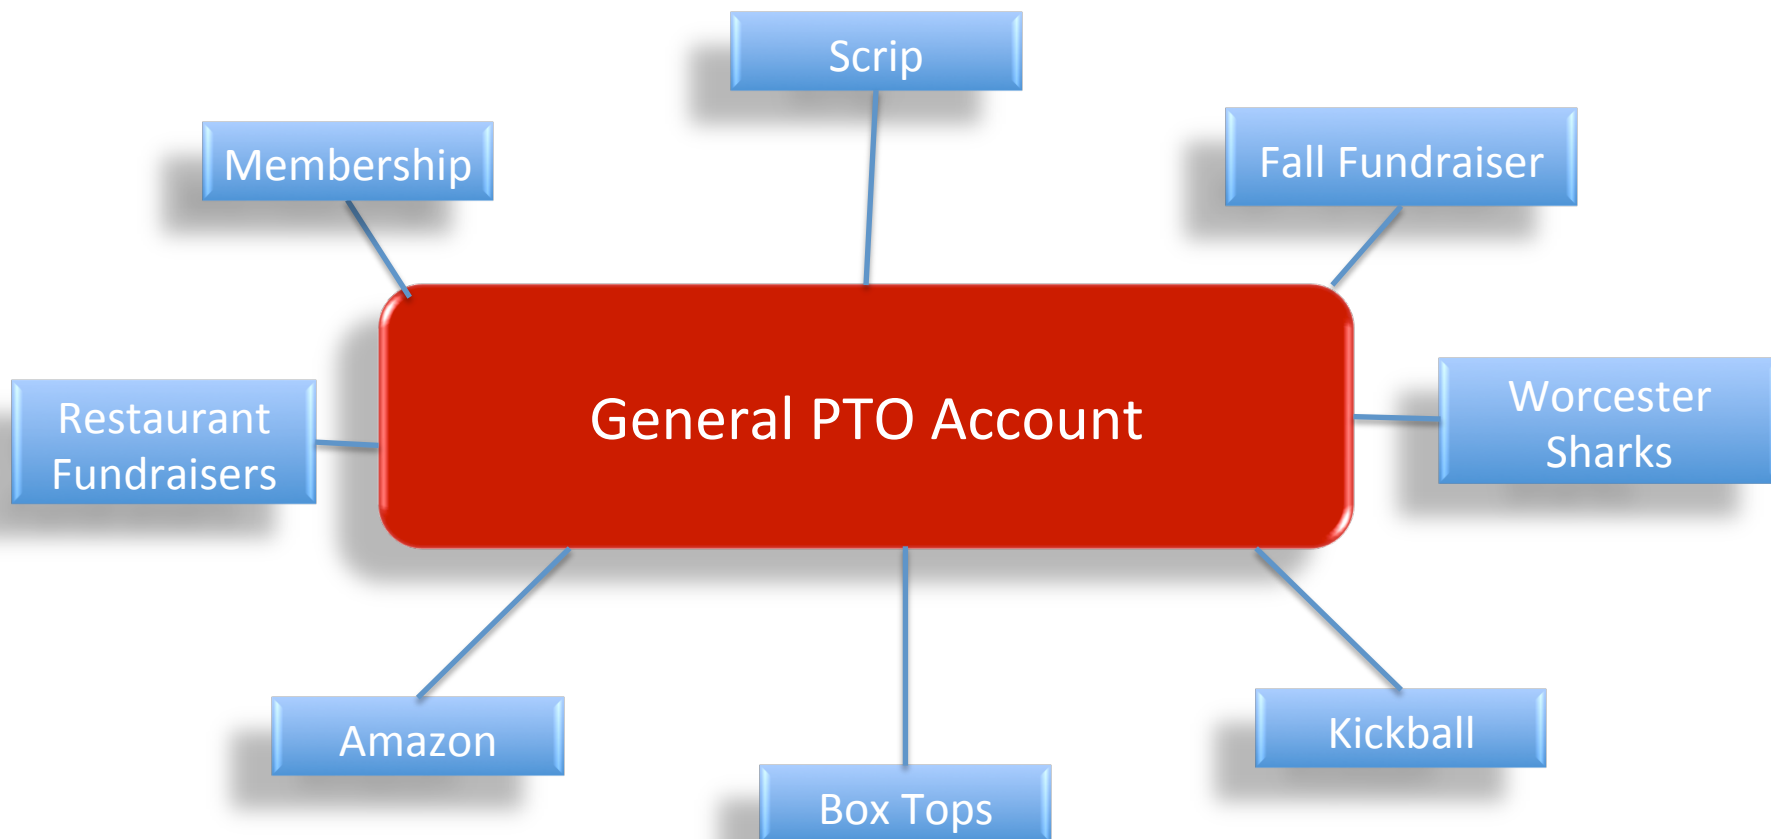 Scrip
Membership
Fall Fundraiser
General PTO Account
Restaurant
Fundraisers
Worcester
Sharks
Amazon
Box Tops
Kickball